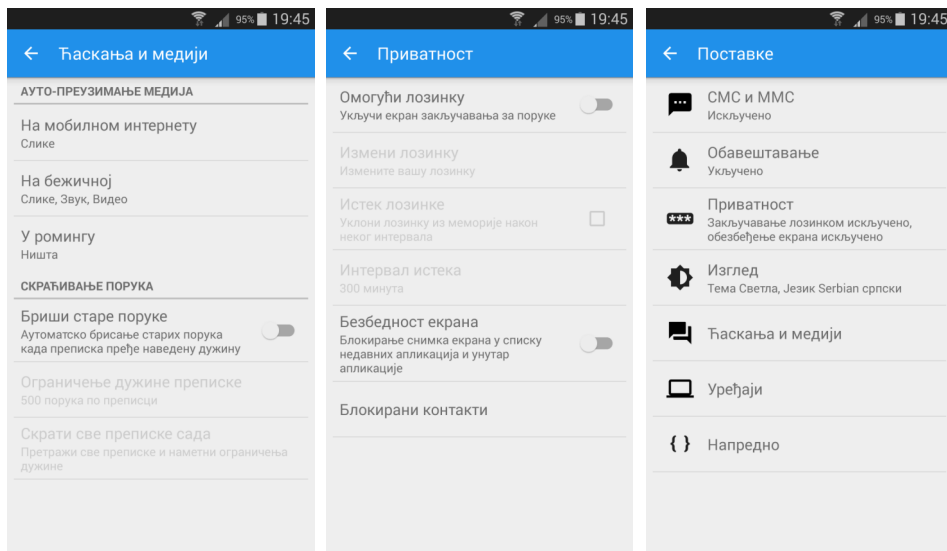 95% 19:45
Ћаскања и медији
АУТО-ПРЕУЗИМАЊЕ МЕДИЈА
На мобилном интернету
Слике
На бежичној
Слике, Звук, Видео
У ромингу
Ништа
СКРАЋИВАЊЕ ПОРУКА
Бриши старе поруке
Аутоматско брисање старих порука
када преписка пређе наведену дужину
Ограничење дужине преписке
500 порука по преписци
Скрати све преписке сада
Претражи све преписке и наметни ограничења
дужине
95% 19:45
Приватност
Омогући лозинку
Укључи екран закључавања за поруке
Измени лозинку
Измените вашу лозинку
Истек лозинке
Уклони лозинку из меморије након
неког интервала
Интервал истека
300 минута
Безбедност екрана
Блокирање снимка екрана у списку
недавних апликација и унутар
апликације
Блокирани контакти
95% 19:45
Поставке
СМС и ММС
Искључено
Обавештавање
Укључено
Приватност
Закључавање лозинком искључено,
обезбеђење екрана искључено
Изглед
Тема Светла, Језик Serbian српски
Ћаскања и медији
Уређаји
Напредно